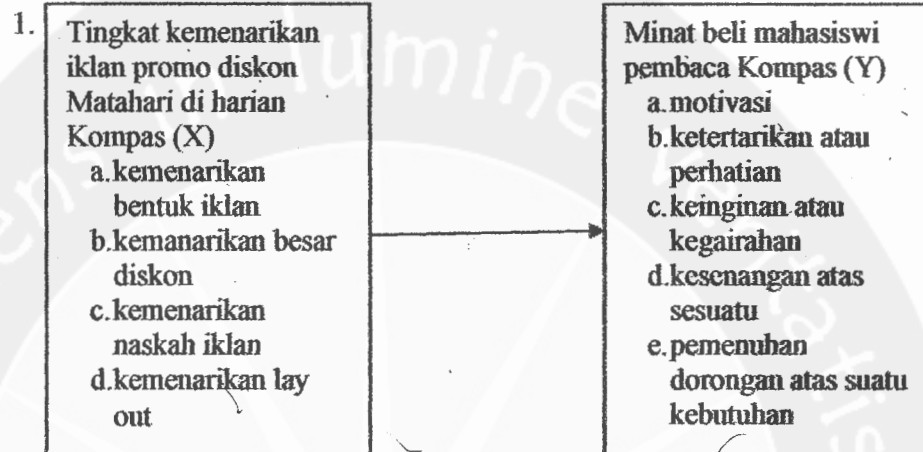 1.
Tingkat kemenarikan
iklan promo diskon
Matahari di harian
Kompas (X)
a.kemenarikan
bentuk iklan
b.kemanarikan besar
diskon
c.kemenarikan
naskah iklan
d.kemenarikan lay
out
Minat beli mahasiswi
pembaca Kompas (Y)
a.motivasi
b.ketertarikan atau
perhatian
c.keinginan atau
kegairahan
d.kesenangan atas
sesuatu
e.pemenuhan
dorongan atas suatu
kebutuhan